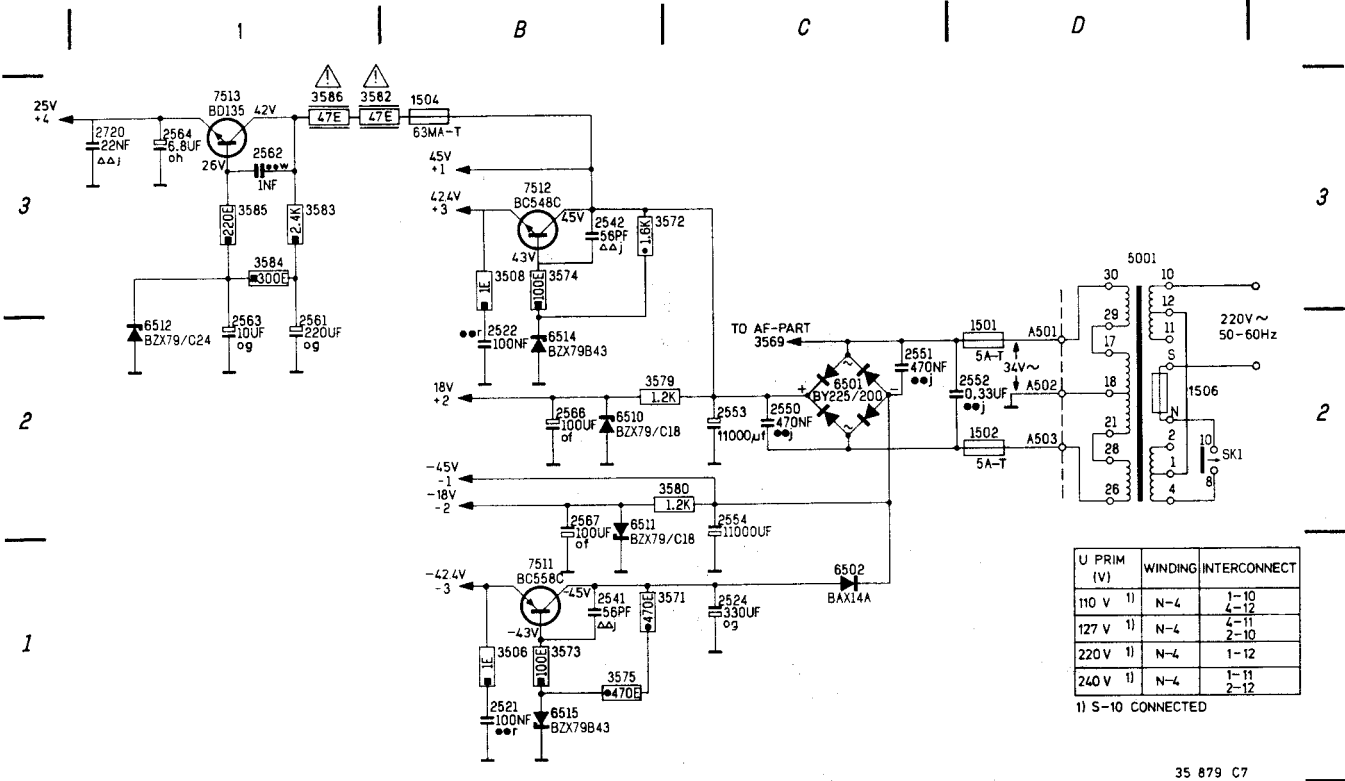 1
B
C
D
3
2
1
3
2
25V
+4
7513
BD135
42V
26V
2720
22NF
△△j
2564
6.8UF
oh
2562
●●w
1NF
3586
47E
3582
47E
1504
63MA-T
220E
3585
2.4K
3583
3584
300E
6512
BZX79/C24
2563
10UF
og
2561
220UF
og
45V
+1
42.4V
+3
7512
BC548C
45V
43V
2542
56PF
△△j
3572
1.6K
3508
1E
3574
100E
●●r
2522
100NF
6514
BZX79B43
18V
+2
3579
1.2K
2566
100UF
of
6510
BZX79/C18
2553
11000µf
2550
470NF
●●j
TO AF-PART
3569
6501
BY225/200
+
−
~
~
2551
470NF
●●j
1501
5A-T
2552
0,33UF
●●j
1502
5A-T
34V~
A501
A502
A503
5001
30
29
17
18
21
28
26
10
12
11
S
N
2
1
4
1506
10
8
SK1
220V~
50-60Hz
-45V
-1
-18V
-2
3580
1.2K
2567
100UF
of
6511
BZX79/C18
2554
11000UF
-42.4V
-3
7511
BC558C
-45V
-43V
2541
56PF
△△j
3571
470E
2524
330UF
og
6502
BAX14A
3506
1E
3573
100E
3575
470E
2521
100NF
●●r
6515
BZX79B43
U PRIM (V) WINDING INTERCONNECT
110 V 1) N-4 1-10 4-12
127 V 1) N-4 4-11 2-10
220 V 1) N-4 1-12
240 V 1) N-4 1-11 2-12
1) S-10 CONNECTED
35 879 C7